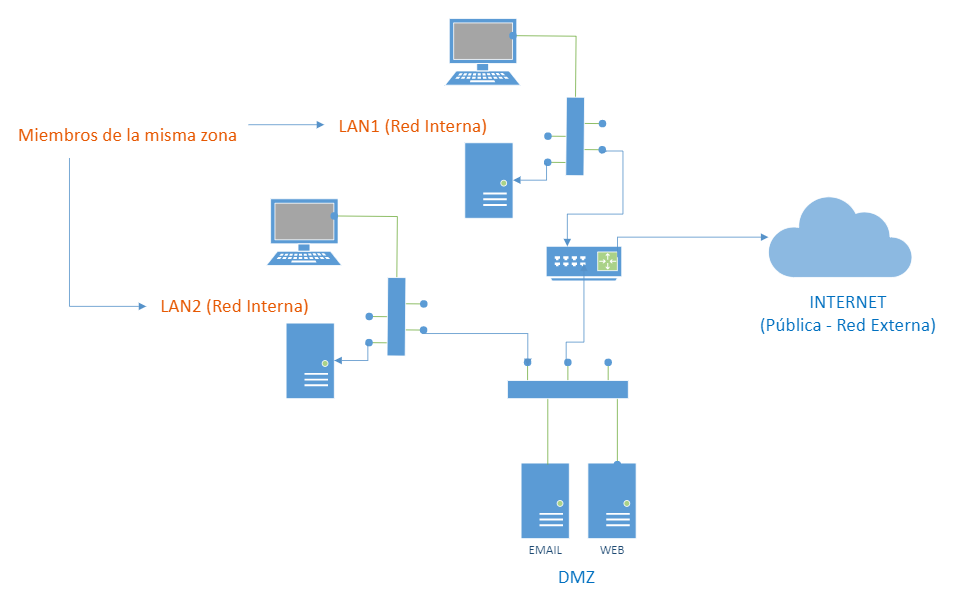 LAN1 (Red Interna)
Miembros de la misma zona
LAN2 (Red Interna)
INTERNET
(Pública - Red Externa)
EMAIL
WEB
DMZ